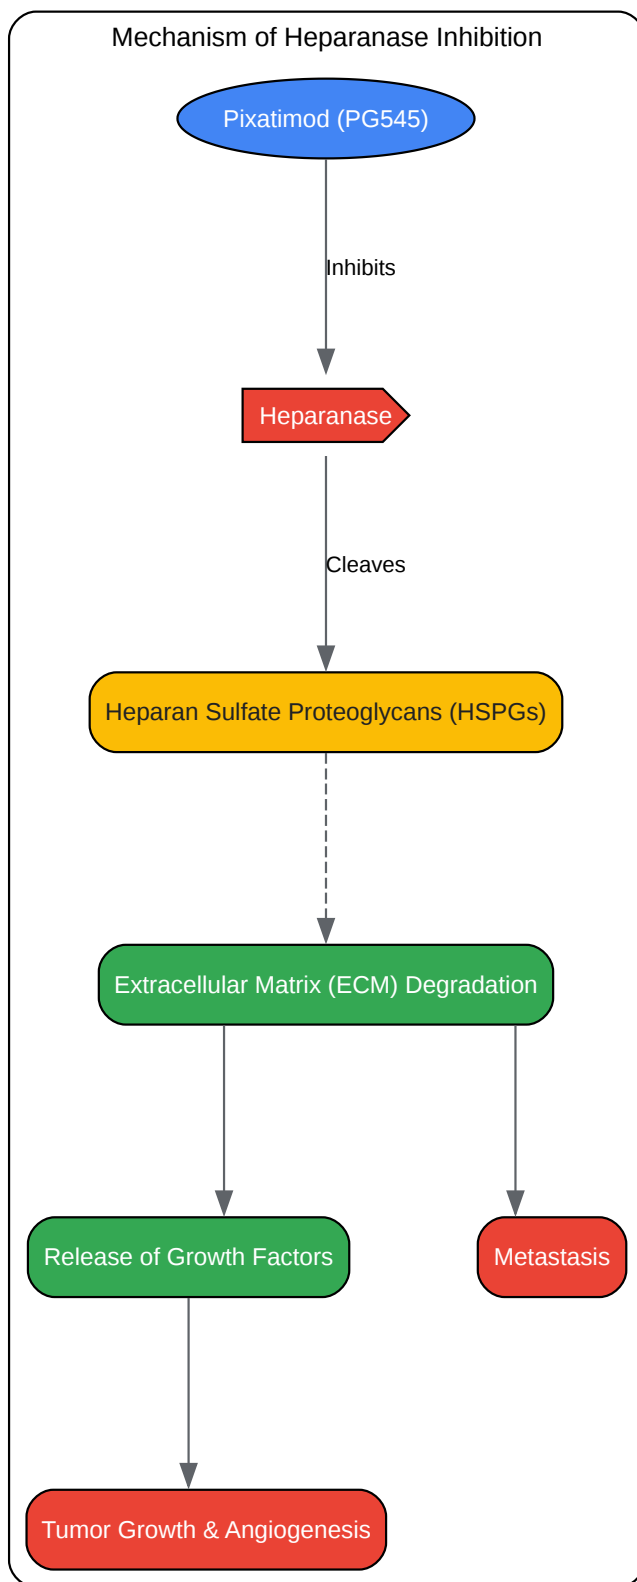 Mechanism of Heparanase Inhibition
Pixatimod (PG545)
Inhibits
Heparanase
Cleaves
Heparan Sulfate Proteoglycans (HSPGs)
Extracellular Matrix (ECM) Degradation
Release of Growth Factors
Metastasis
Tumor Growth & Angiogenesis